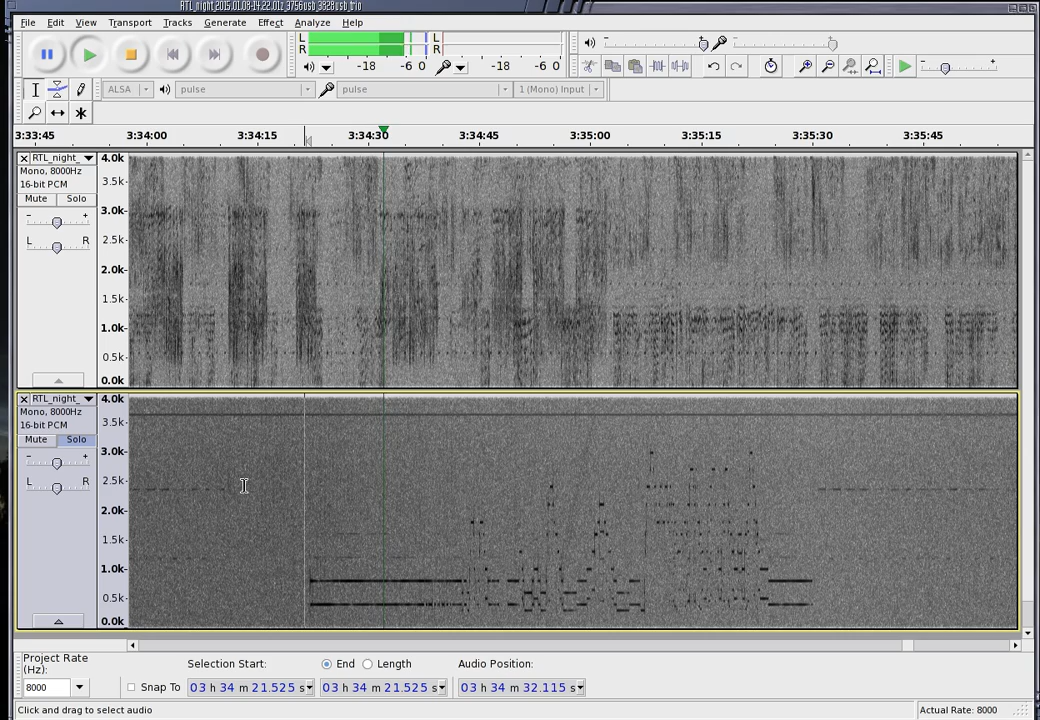 RTL_night_2015.01.08-14.22.01z_3756usb_3828usb_trio
File Edit View Transport Tracks Generate Effect Analyze Help
L
R
-18 -6 0
L
R
-18 -6 0
ALSA pulse pulse 1 (Mono) Input
3:33:45 3:34:00 3:34:15 3:34:30 3:34:45 3:35:00 3:35:15 3:35:30 3:35:45
RTL_night_
Mono, 8000Hz
16-bit PCM
Mute Solo
- +
L R
4.0k
3.5k
3.0k
2.5k
2.0k
1.5k
1.0k
0.5k
0.0k
RTL_night_
Mono, 8000Hz
16-bit PCM
Mute Solo
- +
L R
4.0k
3.5k
3.0k
2.5k
2.0k
1.5k
1.0k
0.5k
0.0k
Project Rate (Hz):
8000
Snap To
Selection Start:
03 h 34 m 21.525 s
End Length
03 h 34 m 21.525 s
Audio Position:
03 h 34 m 32.115 s
Click and drag to select audio
Actual Rate: 8000